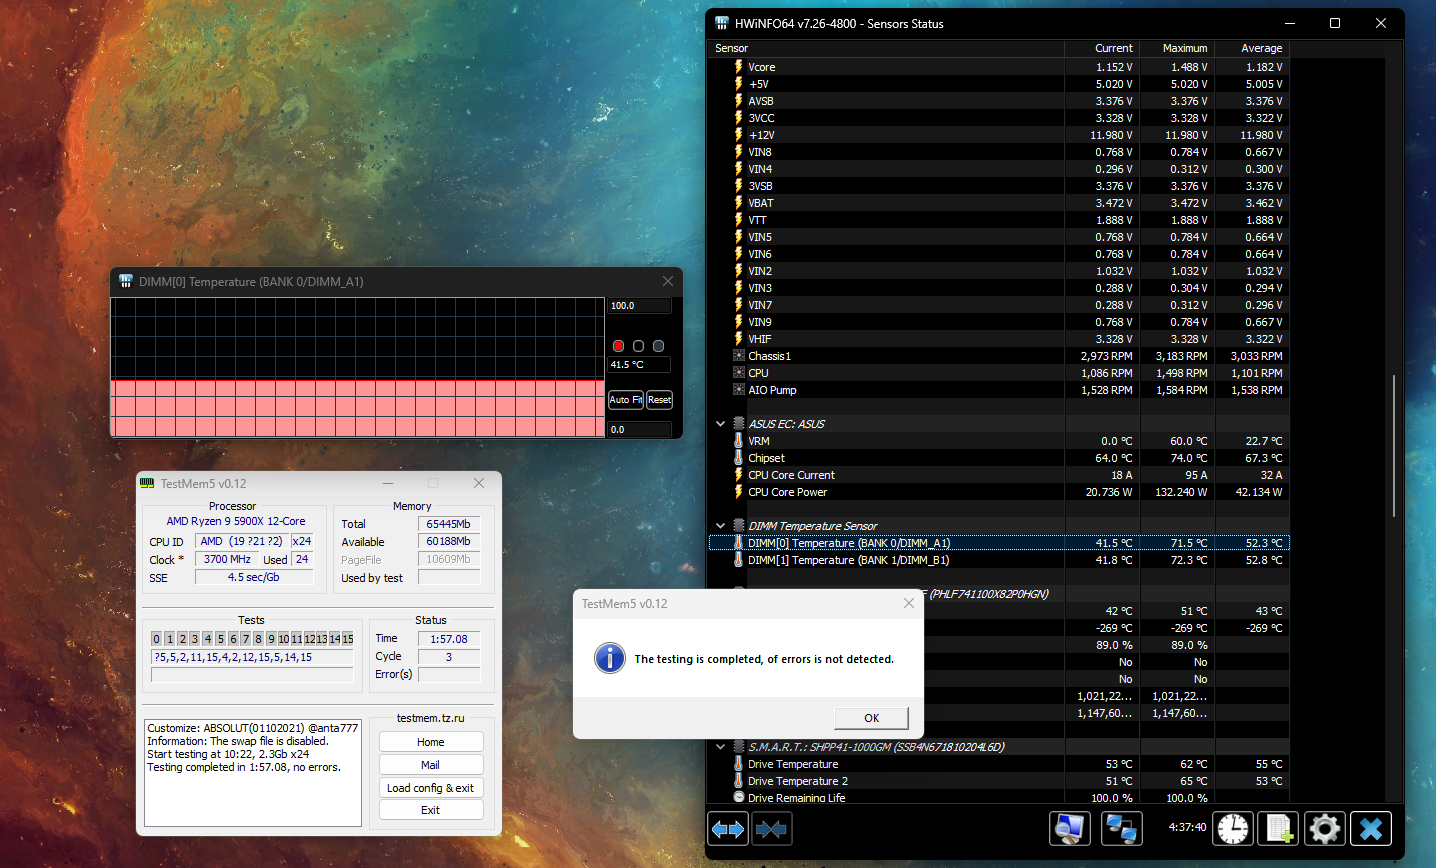 HWiNFO64 v7.26-4800 - Sensors Status
Sensor Current Maximum Average
Vcore 1.152 V 1.488 V 1.182 V
+5V 5.020 V 5.020 V 5.005 V
AVSB 3.376 V 3.376 V 3.376 V
3VCC 3.328 V 3.328 V 3.322 V
+12V 11.980 V 11.980 V 11.980 V
VIN8 0.768 V 0.784 V 0.667 V
VIN4 0.296 V 0.312 V 0.300 V
3VSB 3.376 V 3.376 V 3.376 V
VBAT 3.472 V 3.472 V 3.462 V
VTT 1.888 V 1.888 V 1.888 V
VIN5 0.768 V 0.784 V 0.664 V
VIN6 0.768 V 0.784 V 0.664 V
VIN2 1.032 V 1.032 V 1.032 V
VIN3 0.288 V 0.304 V 0.294 V
VIN7 0.288 V 0.312 V 0.296 V
VIN9 0.768 V 0.784 V 0.667 V
VHIF 3.328 V 3.328 V 3.322 V
Chassis1 2,973 RPM 3,183 RPM 3,033 RPM
CPU 1,086 RPM 1,498 RPM 1,101 RPM
AIO Pump 1,528 RPM 1,584 RPM 1,538 RPM
ASUS EC: ASUS
VRM 0.0 °C 60.0 °C 22.7 °C
Chipset 64.0 °C 74.0 °C 67.3 °C
CPU Core Current 18 A 95 A 32 A
CPU Core Power 20.736 W 132.240 W 42.134 W
DIMM Temperature Sensor
DIMM[0] Temperature (BANK 0/DIMM_A1) 41.5 °C 71.5 °C 52.3 °C
DIMM[1] Temperature (BANK 1/DIMM_B1) 41.8 °C 72.3 °C 52.8 °C
(PHLF741100X82P0HGN)
42 °C 51 °C 43 °C
-269 °C -269 °C -269 °C
89.0 % 89.0 %
No No
No No
1,021,22... 1,021,22...
1,147,60... 1,147,60...
S.M.A.R.T.: SHPP41-1000GM (SSB4N671810204L6D)
Drive Temperature 53 °C 62 °C 55 °C
Drive Temperature 2 51 °C 65 °C 53 °C
Drive Remaining Life 100.0 % 100.0 %
4:37:40
DIMM[0] Temperature (BANK 0/DIMM_A1)
100.0
41.5 °C
Auto Fit Reset
0.0
TestMem5 v0.12
Processor
AMD Ryzen 9 5900X 12-Core
CPU ID AMD (19 ?21 ?2) x24
Clock * 3700 MHz Used 24
SSE 4.5 sec/Gb
Memory
Total 65445Mb
Available 60188Mb
PageFile 10609Mb
Used by test
Tests
0 1 2 3 4 5 6 7 8 9 10 11 12 13 14 15
?5,5,2,11,15,4,2,12,15,5,14,15
Status
Time 1:57.08
Cycle 3
Error(s)
Customize: ABSOLUT(01102021) @anta777
Information: The swap file is disabled.
Start testing at 10:22, 2.3Gb x24
Testing completed in 1:57.08, no errors.
testmem.tz.ru
Home
Mail
Load config & exit
Exit
TestMem5 v0.12
The testing is completed, of errors is not detected.
OK